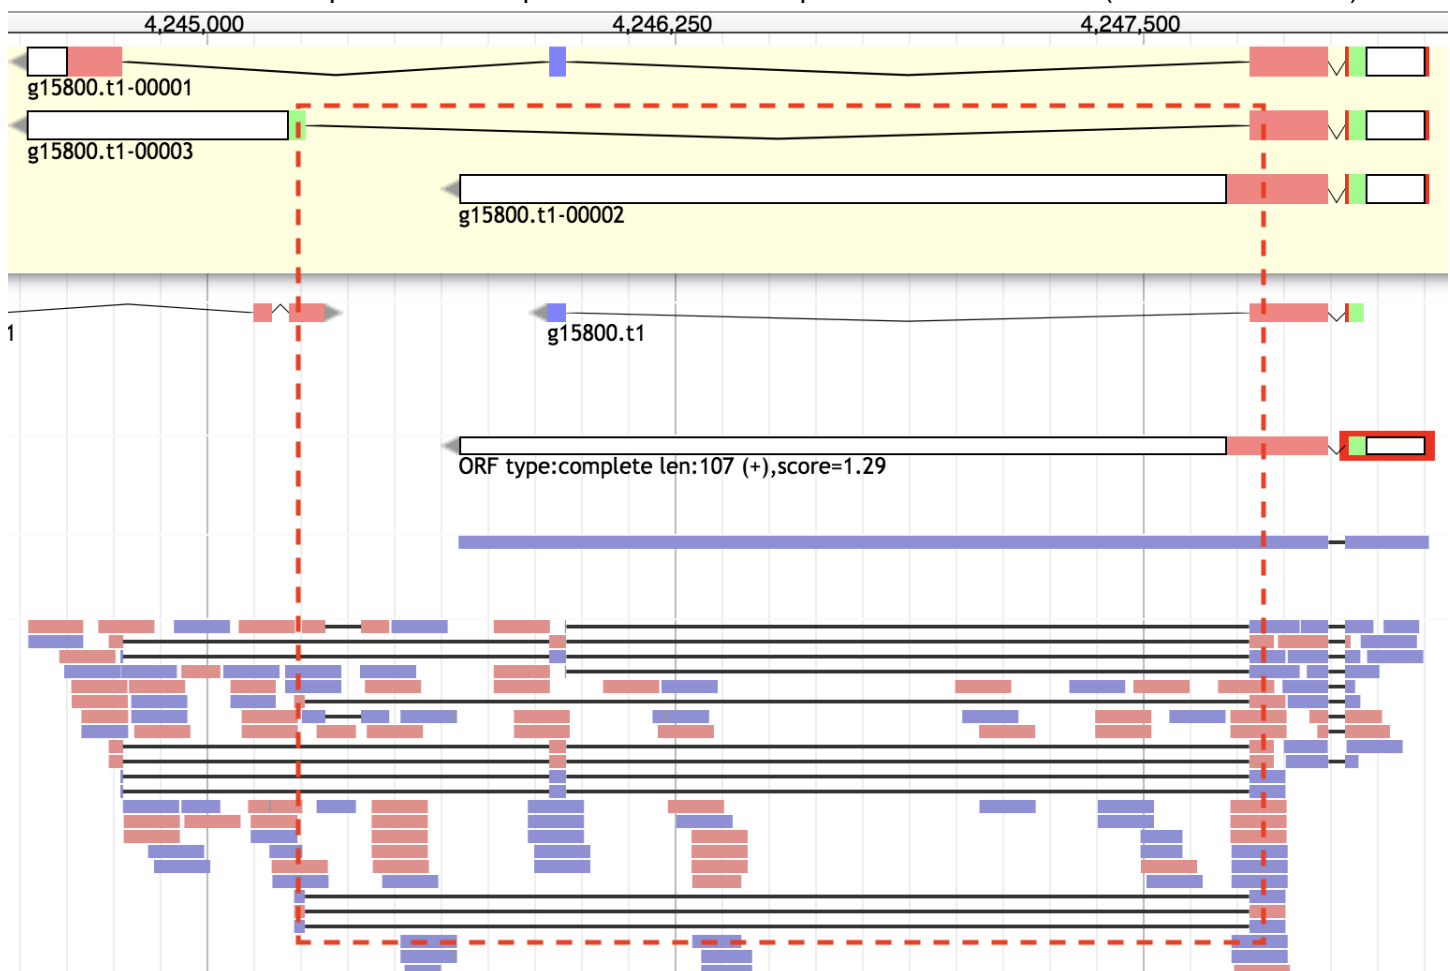 4,245,000 4,246,250 4,247,500
g15800.t1-00001
g15800.t1-00003
g15800.t1-00002
1 g15800.t1
ORF type:complete len:107 (+),score=1.29